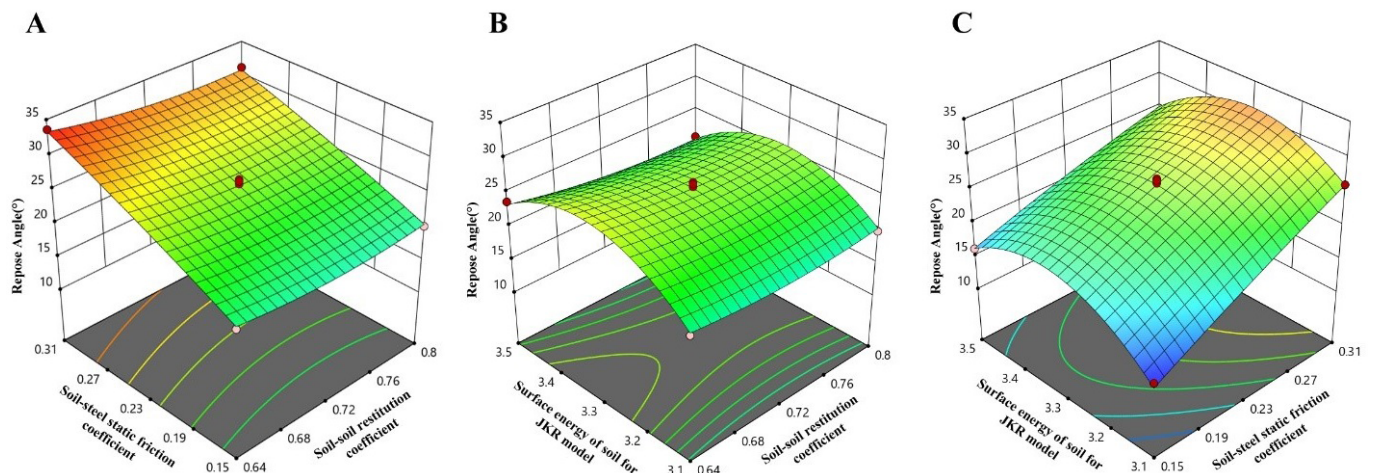 A
35
30
25
20
15
10
Repose Angle(°)
0.31
0.27
0.23
0.19
0.15
Soil-steel static friction
coefficient
0.64
0.68
0.72
0.76
0.8
Soil-soil restitution
coefficient
B
35
30
25
20
15
10
Repose Angle(°)
3.5
3.4
3.3
3.2
3.1
Surface energy of soil for
JKR model
0.64
0.68
0.72
0.76
0.8
Soil-soil restitution
coefficient
C
35
30
25
20
15
10
Repose Angle(°)
3.5
3.4
3.3
3.2
3.1
Surface energy of soil for
JKR model
0.15
0.19
0.23
0.27
0.31
Soil-steel static friction
coefficient